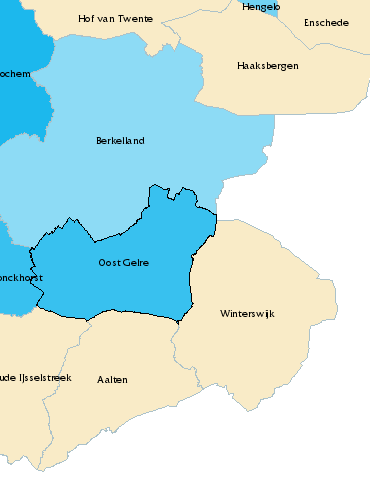 Hengelo
Hof van Twente
Enschede
Haaksbergen
ochem
Berkelland
Oost Gelre
onckhorst
Winterswijk
ude IJsselstreek
Aalten